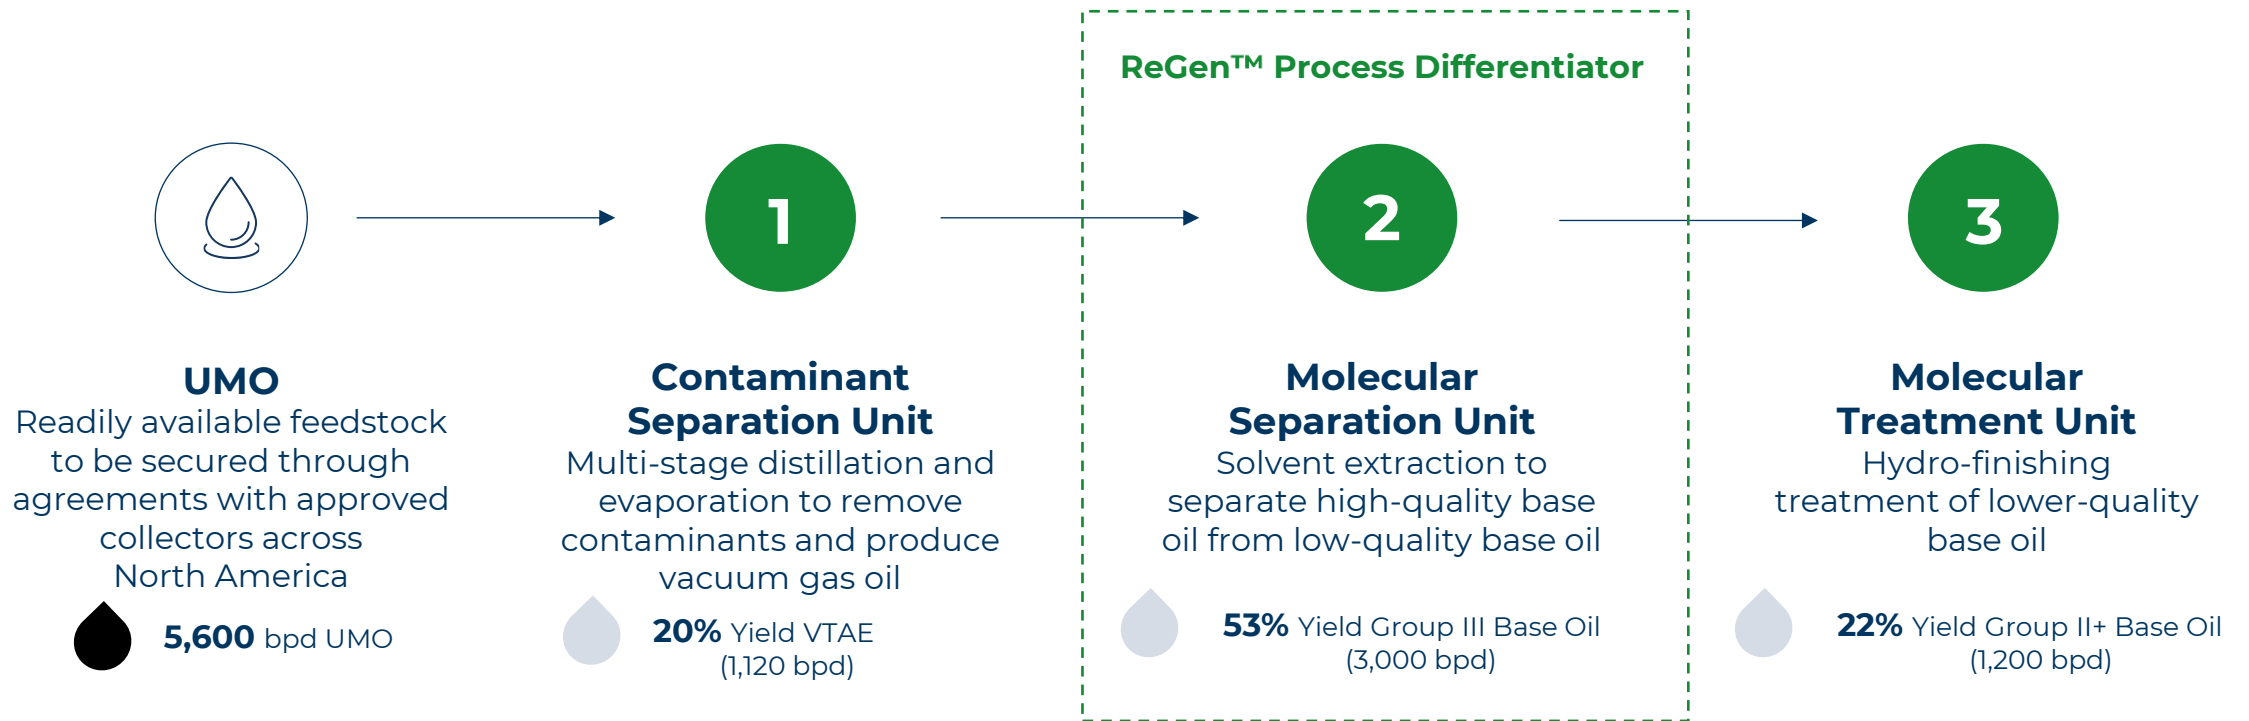 ReGen™ Process Differentiator
1
2
3
UMO
Readily available feedstock
to be secured through
agreements with approved
collectors across
North America
5,600 bpd UMO
Contaminant
Separation Unit
Multi-stage distillation and
evaporation to remove
contaminants and produce
vacuum gas oil
20% Yield VTAE
(1,120 bpd)
Molecular
Separation Unit
Solvent extraction to
separate high-quality base
oil from low-quality base oil
53% Yield Group III Base Oil
(3,000 bpd)
Molecular
Treatment Unit
Hydro-finishing
treatment of lower-quality
base oil
22% Yield Group II+ Base Oil
(1,200 bpd)